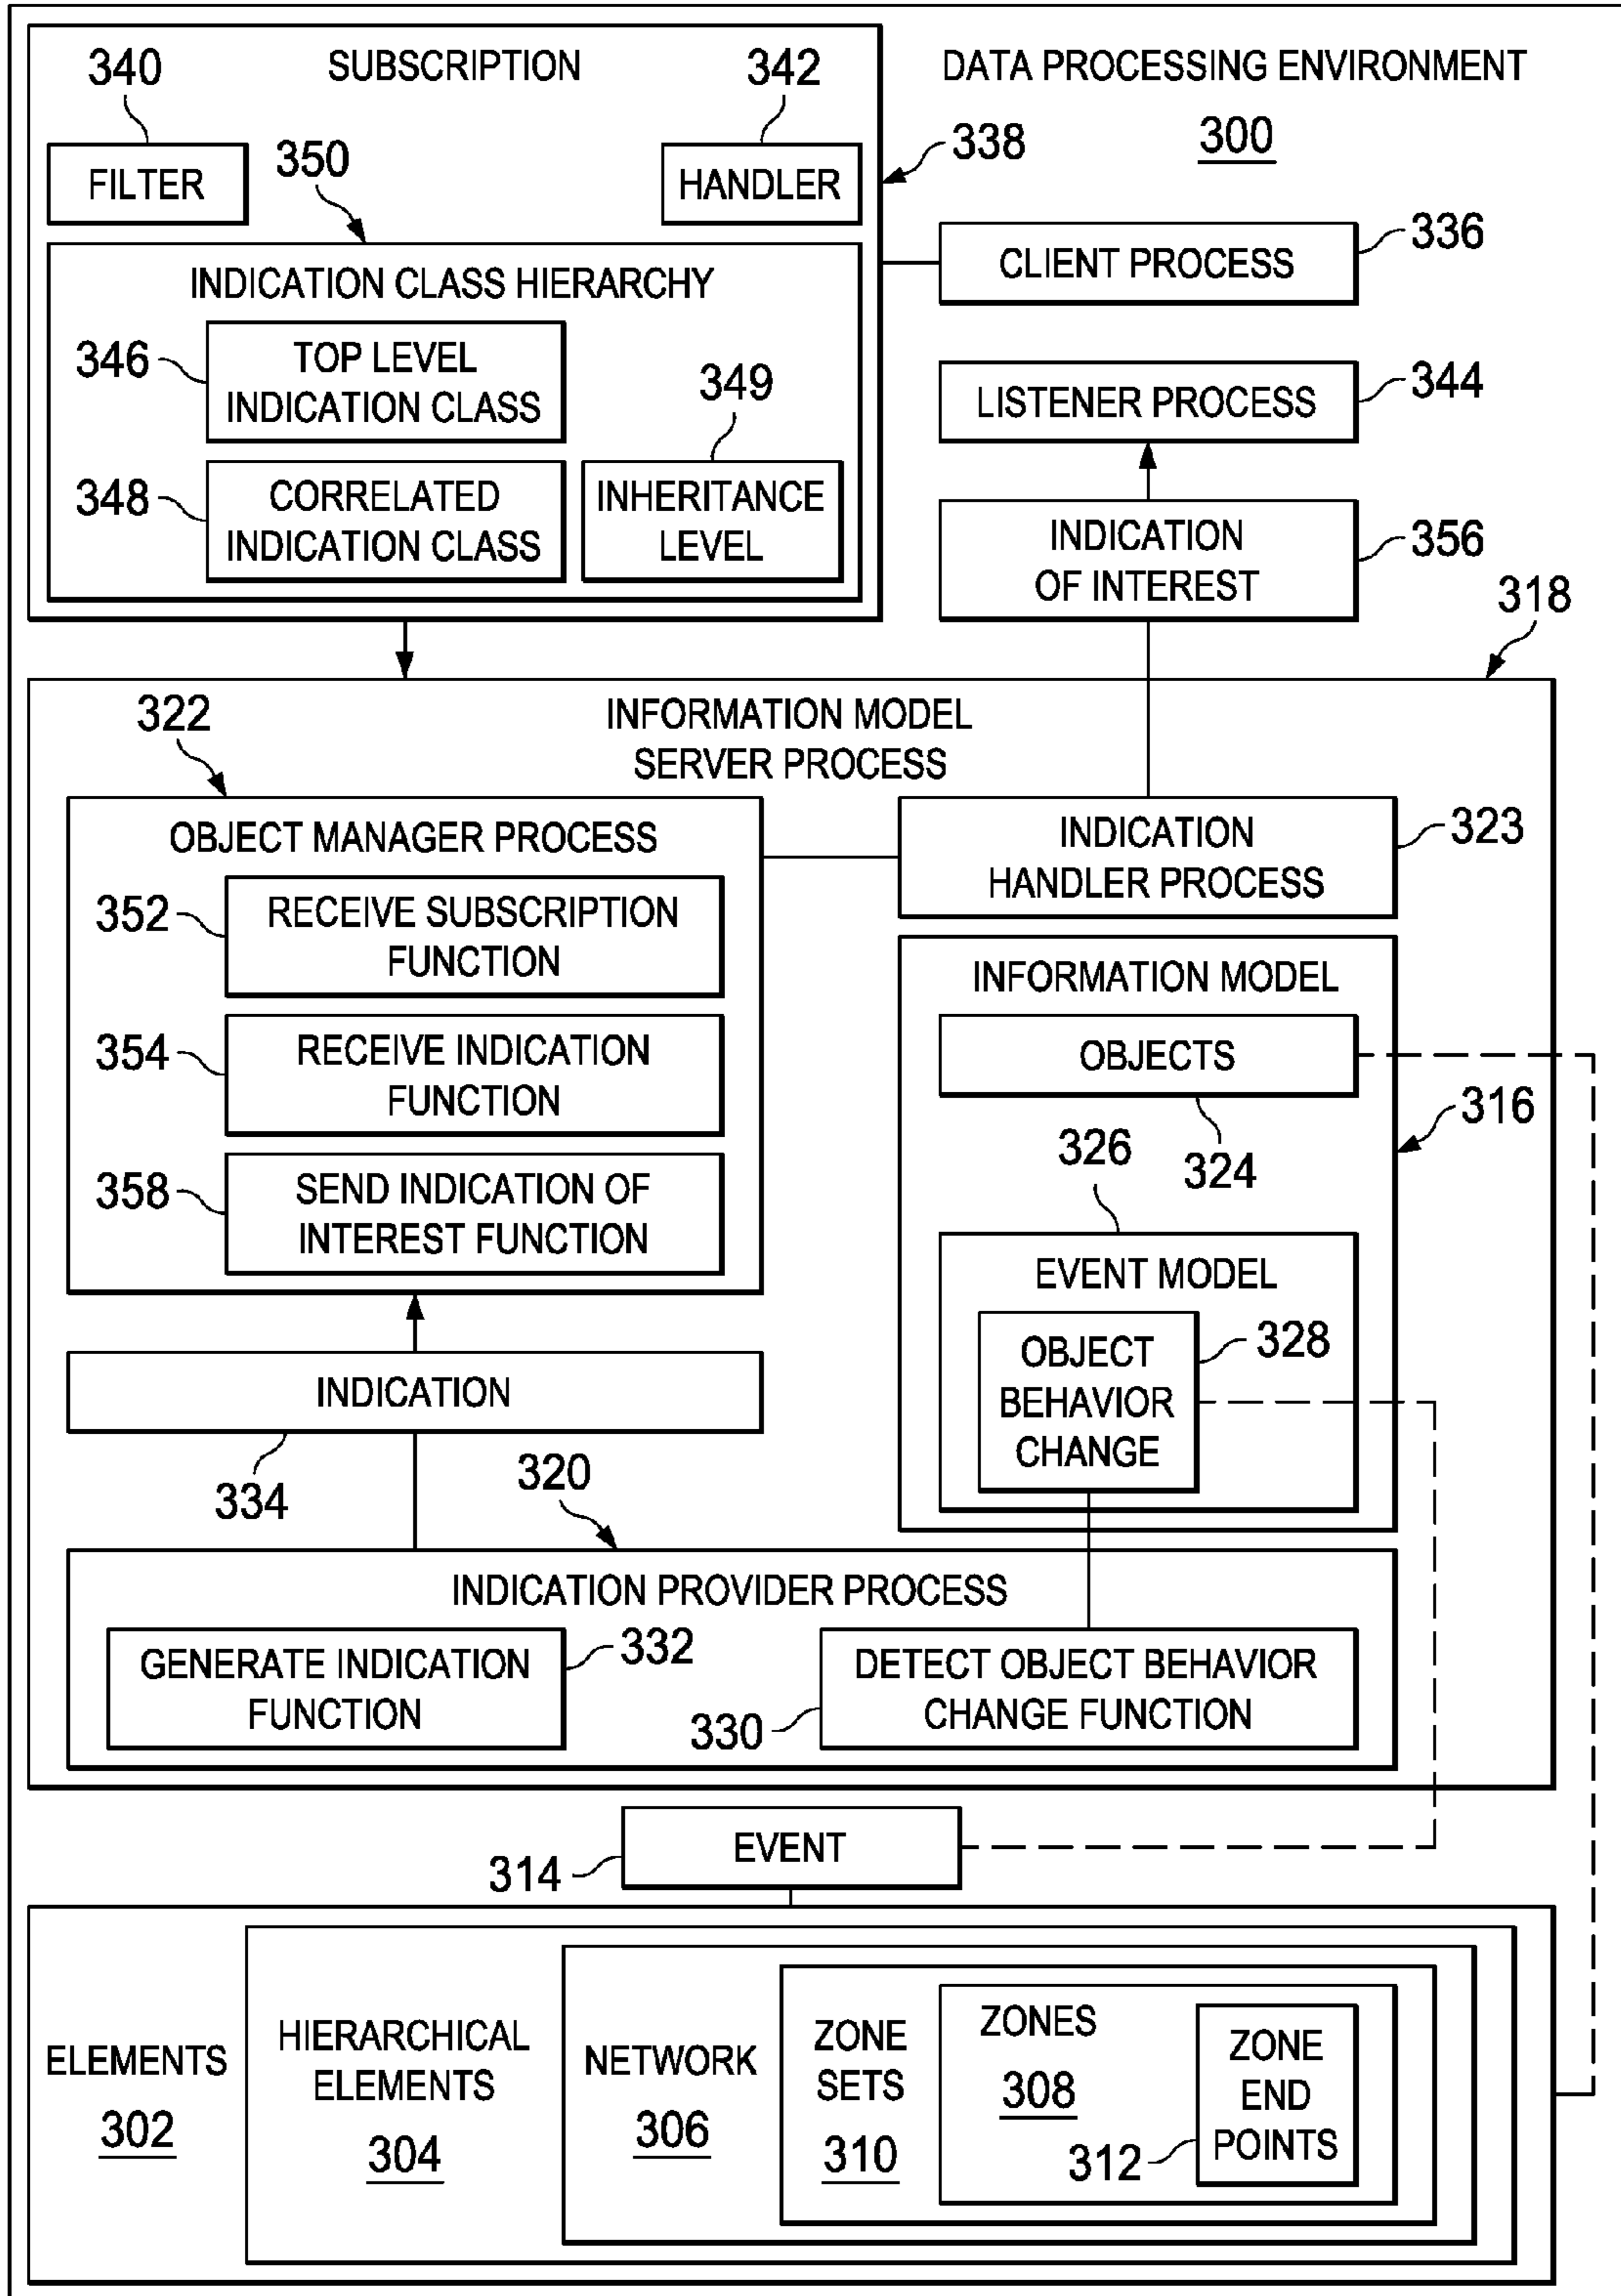 SUBSCRIPTION
DATA PROCESSING ENVIRONMENT
300
340
342
338
FILTER
350
HANDLER
INDICATION CLASS HIERARCHY
346
TOP LEVEL
INDICATION CLASS
349
348
CORRELATED
INDICATION CLASS
INHERITANCE
LEVEL
CLIENT PROCESS
336
LISTENER PROCESS
344
INDICATION
OF INTEREST
356
318
INFORMATION MODEL
SERVER PROCESS
322
OBJECT MANAGER PROCESS
352
RECEIVE SUBSCRIPTION
FUNCTION
354
RECEIVE INDICATION
FUNCTION
358
SEND INDICATION OF
INTEREST FUNCTION
INDICATION
HANDLER PROCESS
323
INFORMATION MODEL
OBJECTS
316
324
326
EVENT MODEL
OBJECT
BEHAVIOR
CHANGE
328
INDICATION
334
320
INDICATION PROVIDER PROCESS
GENERATE INDICATION
FUNCTION
332
330
DETECT OBJECT BEHAVIOR
CHANGE FUNCTION
EVENT
314
ELEMENTS
302
HIERARCHICAL
ELEMENTS
304
NETWORK
306
ZONE
SETS
310
ZONES
308
312
ZONE
END
POINTS